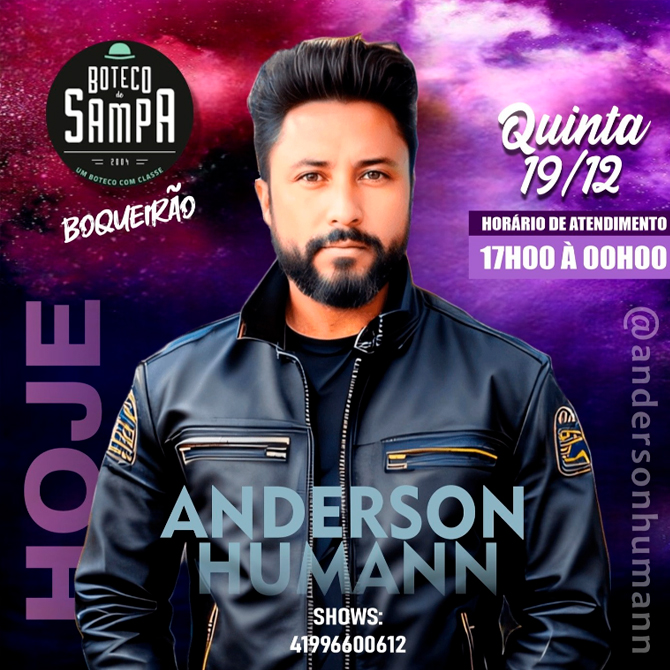 BOTECO
de
SAMPA
2004
UM BOTECO COM CLASSE
BOQUEIRÃO
Quinta
19/12
HORÁRIO DE ATENDIMENTO
17H00 À 00H00
HOJE
@andersonhumann
ANDERSON
HUMANN
SHOWS:
41996600612